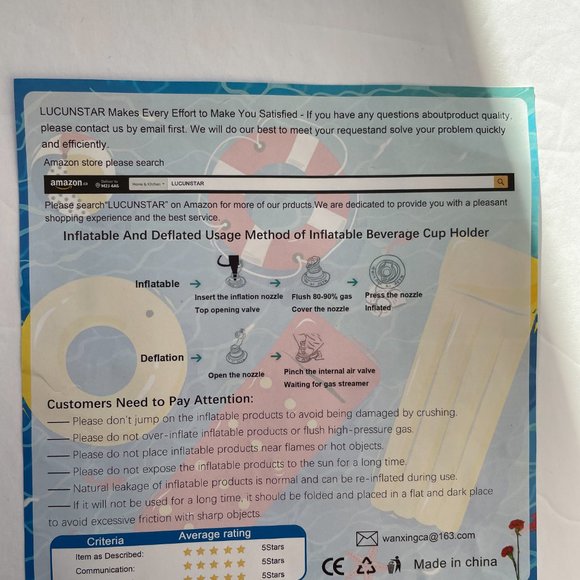 LUCUNSTAR Makes Every Effort to Make You Satisfied - If you have any questions aboutproduct quality,
please contact us by email first. We will do our best to meet your requestand solve your problem quickly
and efficiently.
Amazon store please search
amazon.ca Deliver to M2J 4A6 Home & Kitchen LUCUNSTAR
Please search"LUCUNSTAR" on Amazon for more of our prducts.We are dedicated to provide you with a pleasant
shopping experience and the best service.
Inflatable And Deflated Usage Method of Inflatable Beverage Cup Holder
Inflatable
Insert the inflation nozzle
Top opening valve
Flush 80-90% gas
Cover the nozzle
Press the nozzle
Inflated
Deflation
Open the nozzle
Pinch the internal air valve
Waiting for gas streamer
Customers Need to Pay Attention:
— Please don't jump on the inflatable products to avoid being damaged by crushing.
— Please do not over-inflate inflatable products or flush high-pressure gas.
— Please do not place inflatable products near flames or hot objects.
— Please do not expose the inflatable products to the sun for a long time.
— Natural leakage of inflatable products is normal and can be re-inflated during use.
— If it will not be used for a long time, it should be folded and placed in a flat and dark place
to avoid excessive friction with sharp objects.
Criteria Average rating
Item as Described: 5Stars
Communication: 5Stars
5Stars
wanxingca@163.com
CE Made in china